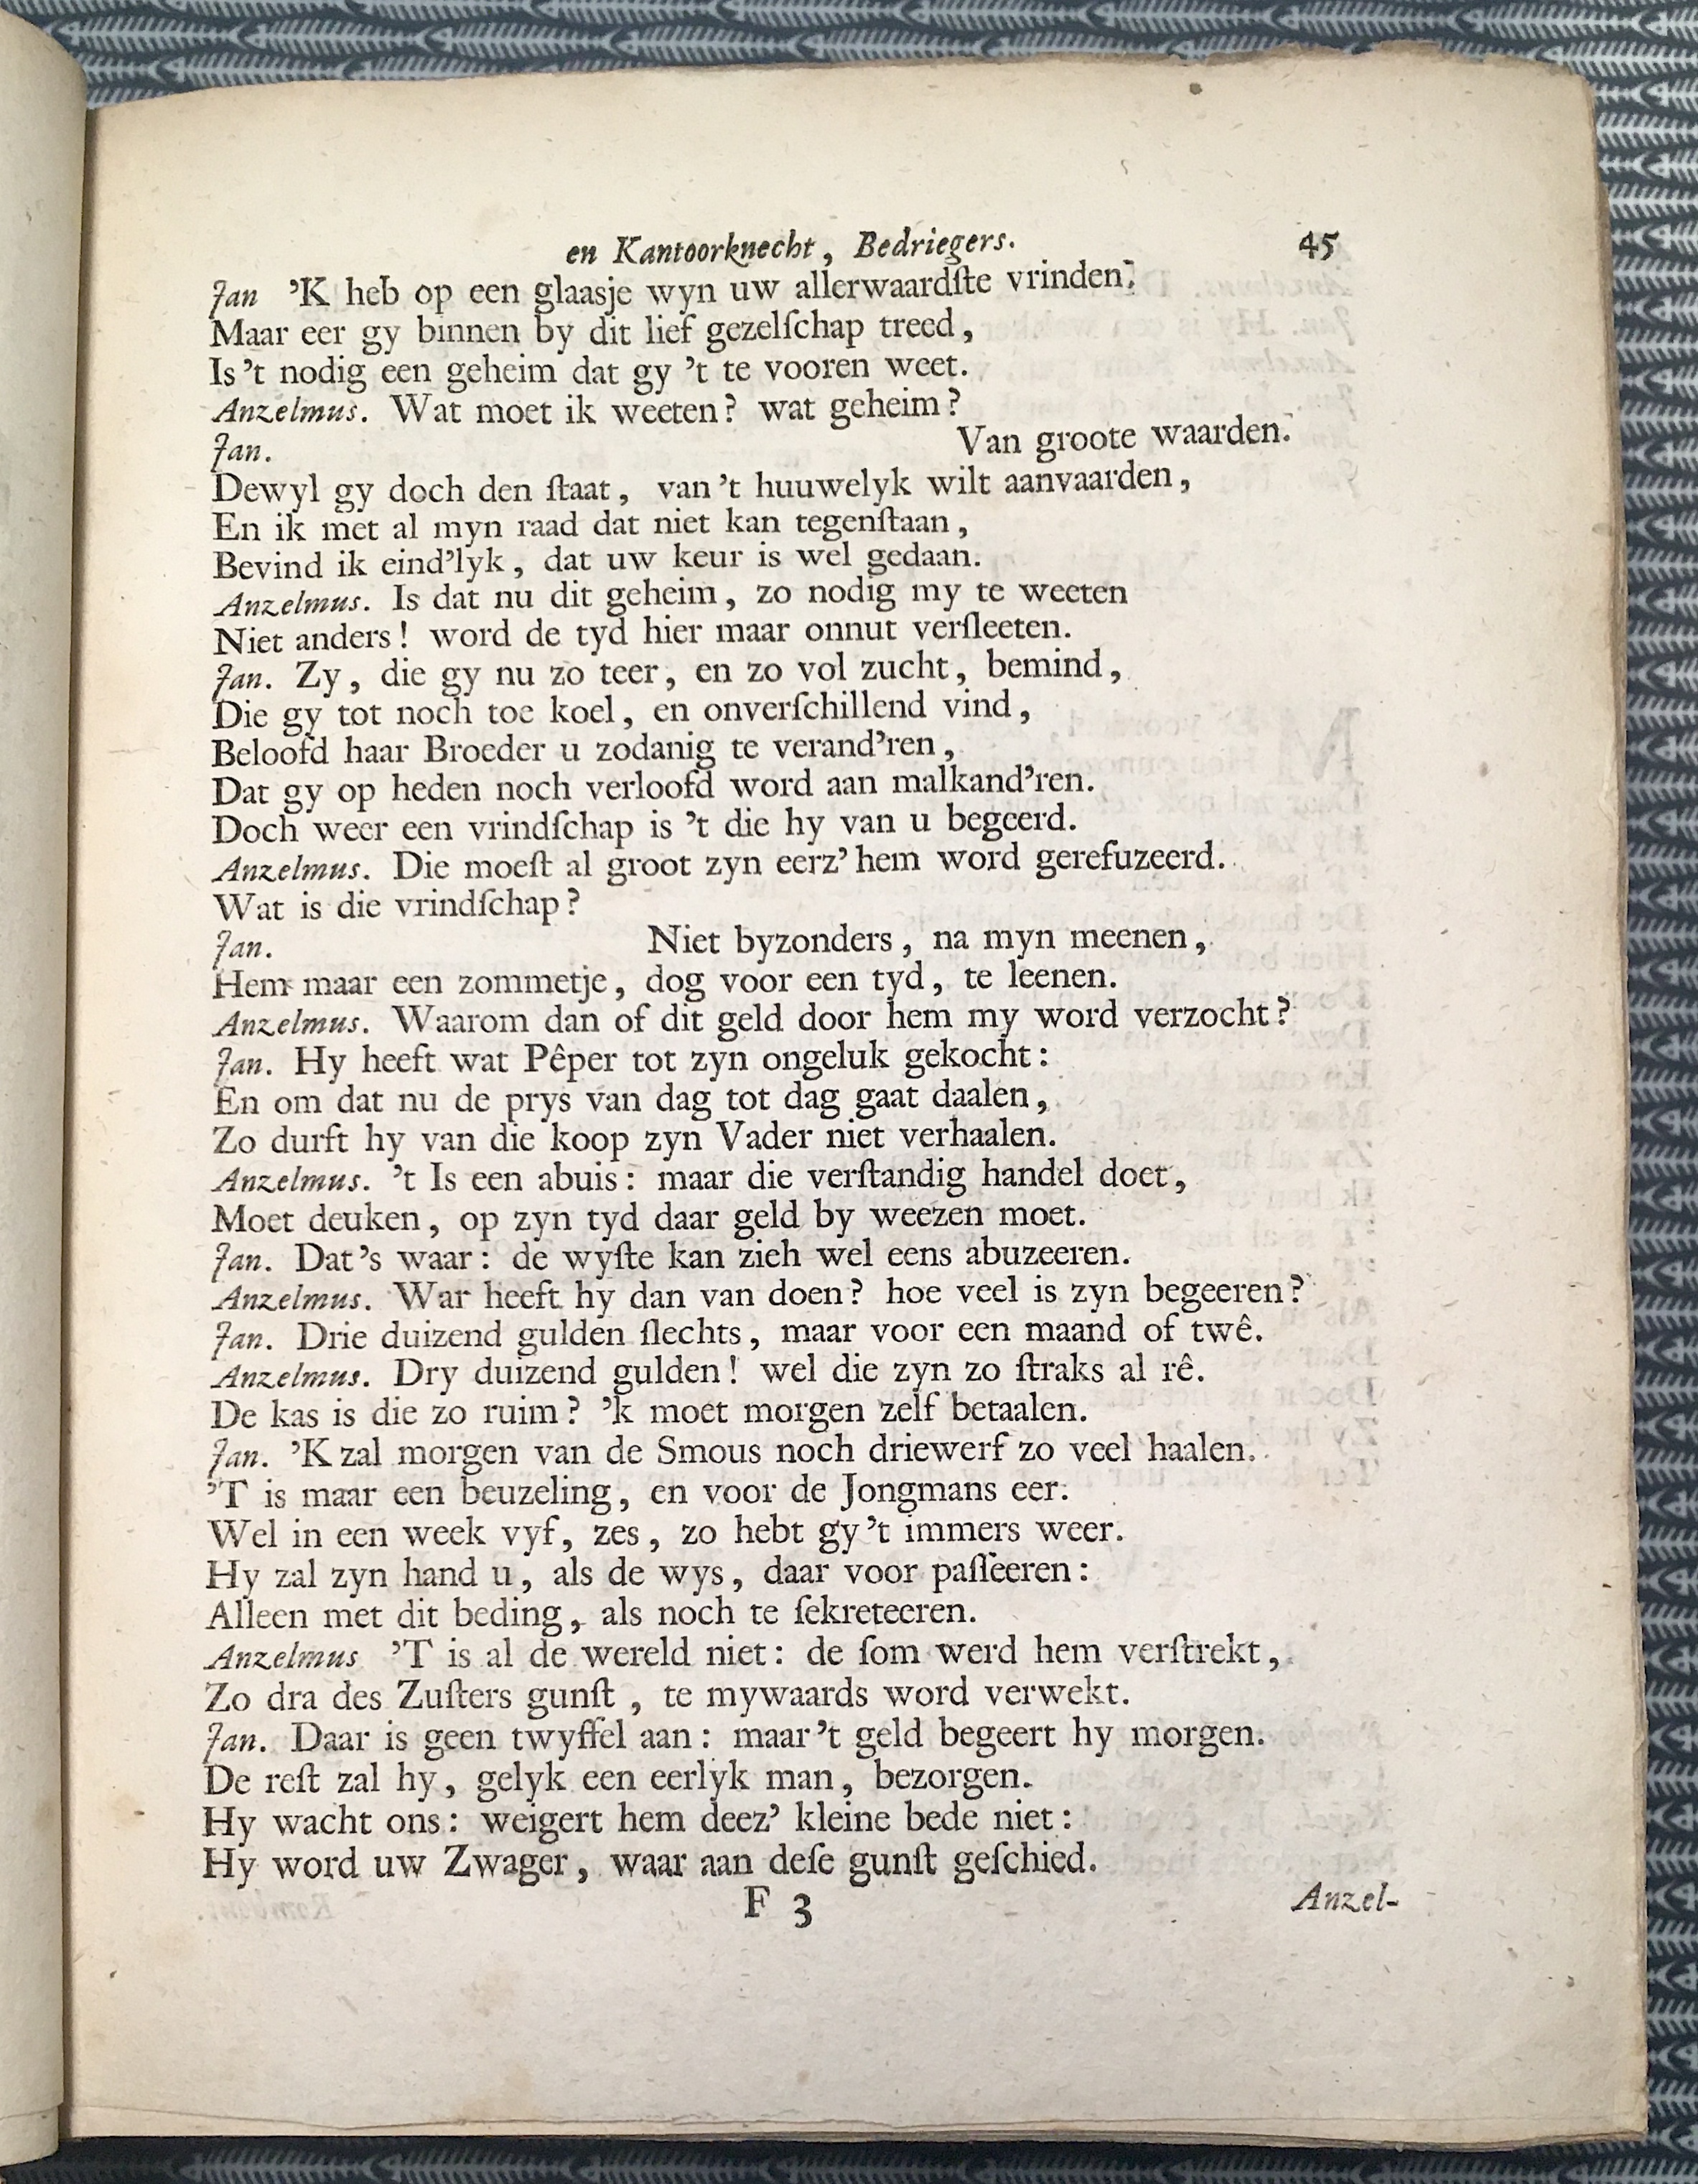 en Kantoorknecht, Bedriegers. 45
Jan 'K heb op een glaasje wyn uw allerwaardſte vrinden.
Maar eer gy binnen by dit lief gezelſchap treed,
Is 't nodig een geheim dat gy 't te vooren weet.
Anzelmus. Wat moet ik weeten? wat geheim?
Jan. Van groote waarden.
Dewyl gy doch den ſtaat, van 't huuwelyk wilt aanvaarden,
En ik met al myn raad dat niet kan tegenſtaan,
Bevind ik eind'lyk, dat uw keur is wel gedaan.
Anzelmus. Is dat nu dit geheim, zo nodig my te weeten
Niet anders! word de tyd hier maar onnut verſleeten.
Jan. Zy, die gy nu zo teer, en zo vol zucht, bemind,
Die gy tot noch toe koel, en onverſchillend vind,
Beloofd haar Broeder u zodanig te verand'ren,
Dat gy op heden noch verloofd word aan malkand'ren.
Doch weer een vrindſchap is 't die hy van u begeerd.
Anzelmus. Die moeſt al groot zyn eerz' hem word gerefuzeerd.
Wat is die vrindſchap?
Jan. Niet byzonders, na myn meenen,
Hem maar een zommetje, dog voor een tyd, te leenen.
Anzelmus. Waarom dan of dit geld door hem my word verzocht?
Jan. Hy heeft wat Pêper tot zyn ongeluk gekocht:
En om dat nu de prys van dag tot dag gaat daalen,
Zo durft hy van die koop zyn Vader niet verhaalen.
Anzelmus. 't Is een abuis: maar die verſtandig handel doet,
Moet deuken, op zyn tyd daar geld by weezen moet.
Jan. Dat's waar: de wyſte kan zieh wel eens abuzeeren.
Anzelmus. War heeft hy dan van doen? hoe veel is zyn begeeren?
Jan. Drie duizend gulden ſlechts, maar voor een maand of twê.
Anzelmus. Dry duizend gulden! wel die zyn zo ſtraks al rê.
De kas is die zo ruim? 'k moet morgen zelf betaalen.
Jan. 'K zal morgen van de Smous noch driewerf zo veel haalen.
'T is maar een beuzeling, en voor de Jongmans eer.
Wel in een week vyf, zes, zo hebt gy 't immers weer.
Hy zal zyn hand u, als de wys, daar voor paſſeeren:
Alleen met dit beding, als noch te ſekreteeren.
Anzelmus 'T is al de wereld niet: de ſom werd hem verſtrekt,
Zo dra des Zuſters gunſt, te mywaards word verwekt.
Jan. Daar is geen twyffel aan: maar 't geld begeert hy morgen.
De reſt zal hy, gelyk een eerlyk man, bezorgen.
Hy wacht ons: weigert hem deez' kleine bede niet:
Hy word uw Zwager, waar aan deſe gunſt geſchied.
F 3 Anzel-